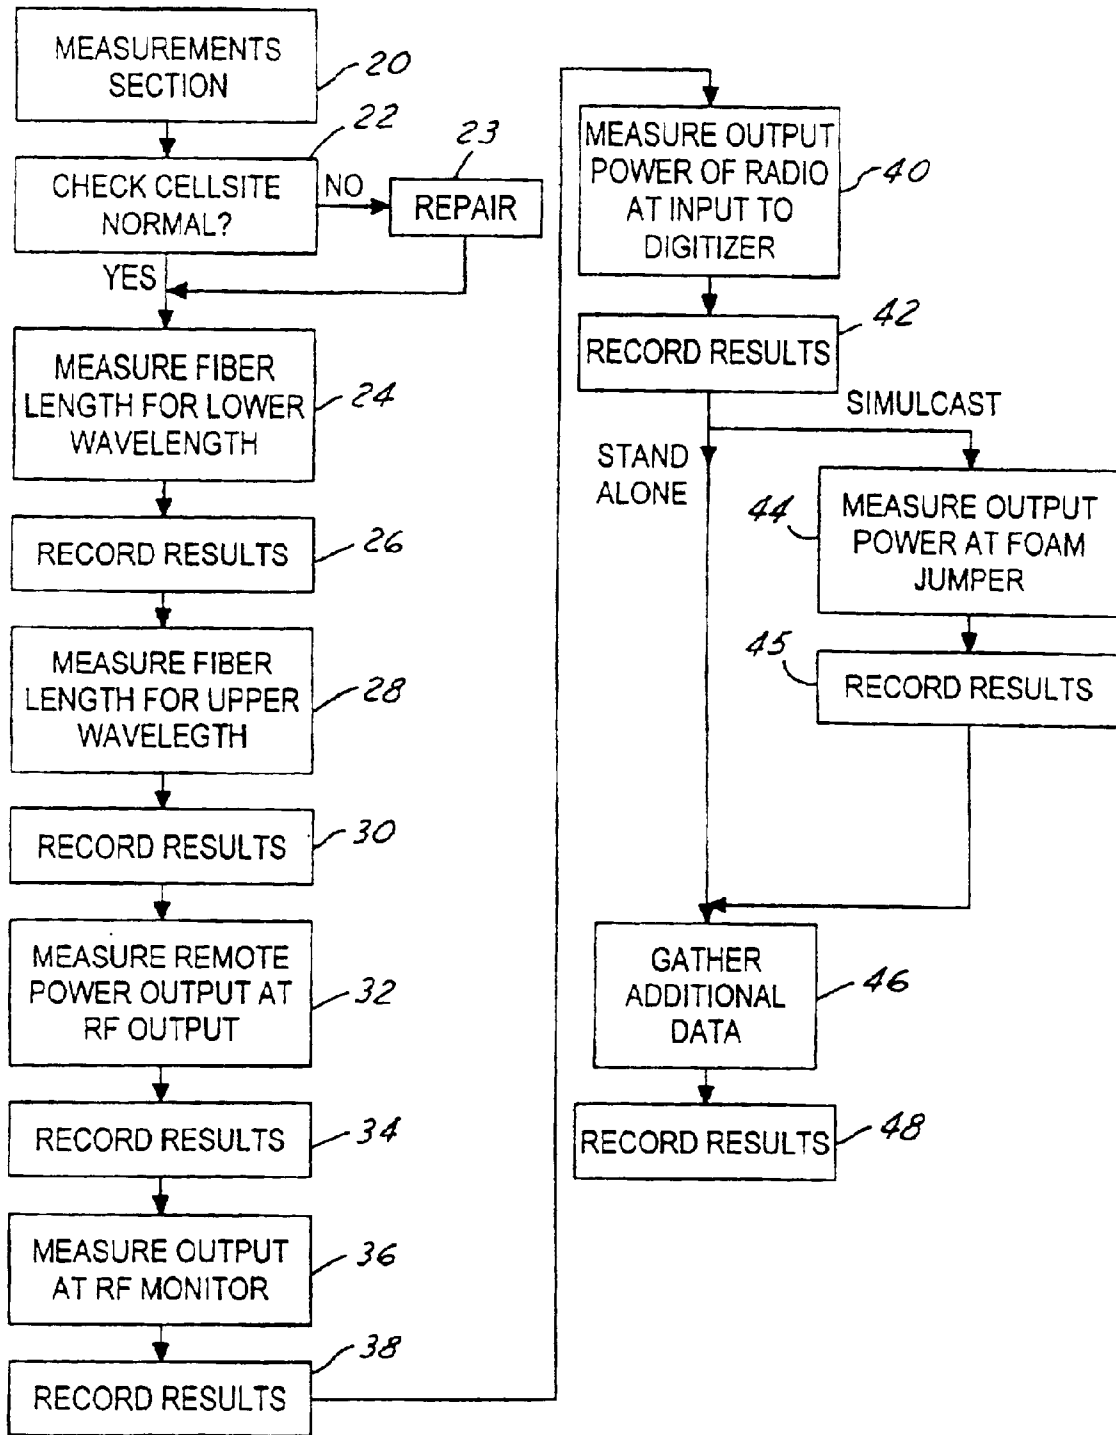 MEASUREMENTS
SECTION
20
22
CHECK CELLSITE
NORMAL?
NO
23
REPAIR
YES
MEASURE FIBER
LENGTH FOR LOWER
WAVELENGTH
24
RECORD RESULTS
26
MEASURE FIBER
LENGTH FOR UPPER
WAVELEGTH
28
RECORD RESULTS
30
MEASURE REMOTE
POWER OUTPUT AT
RF OUTPUT
32
RECORD RESULTS
34
MEASURE OUTPUT
AT RF MONITOR
36
38
RECORD RESULTS
MEASURE OUTPUT
POWER OF RADIO
AT INPUT TO
DIGITIZER
40
RECORD RESULTS
42
SIMULCAST
STAND
ALONE
44
MEASURE OUTPUT
POWER AT FOAM
JUMPER
45
RECORD RESULTS
GATHER
ADDITIONAL
DATA
46
RECORD RESULTS
48